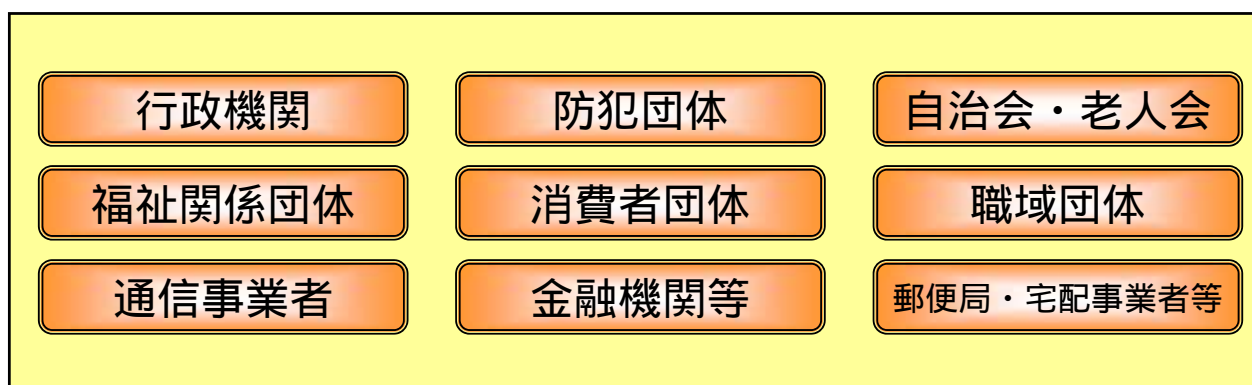 行政機関
防犯団体
自治会・老人会
福祉関係団体
消費者団体
職域団体
通信事業者
金融機関等
郵便局・宅配事業者等